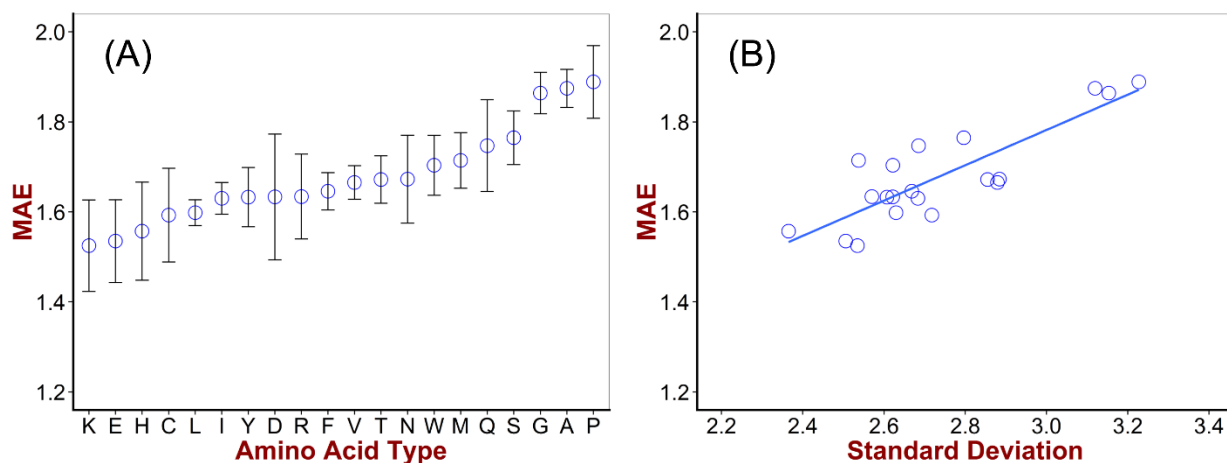 (A)
MAE
2.0
1.8
1.6
1.4
1.2
K E H C L I Y D R F V T N W M Q S G A P
Amino Acid Type
(B)
MAE
2.0
1.8
1.6
1.4
1.2
2.2 2.4 2.6 2.8 3.0 3.2 3.4
Standard Deviation